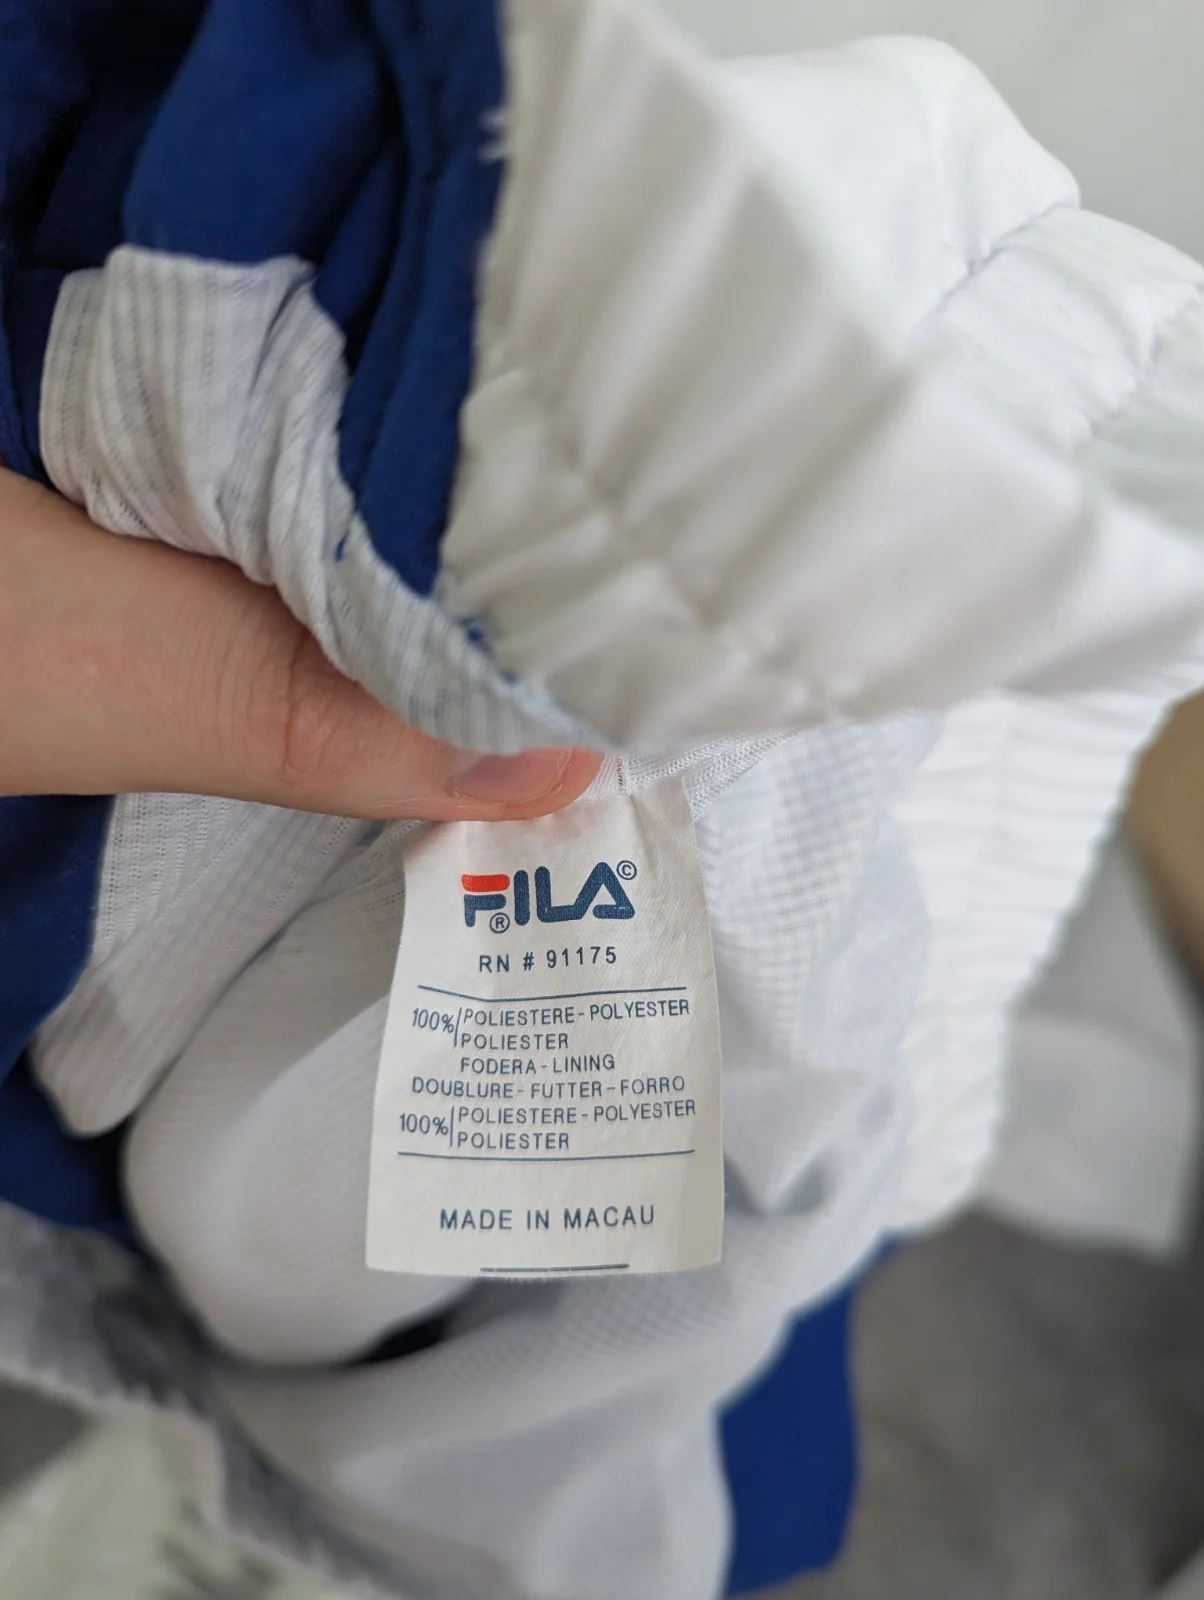 FILA©
®
RN # 91175
100% POLIESTERE-POLYESTER
POLIESTER
FODERA-LINING
DOUBLURE-FUTTER-FORRO
100% POLIESTERE-POLYESTER
POLIESTER
MADE IN MACAU